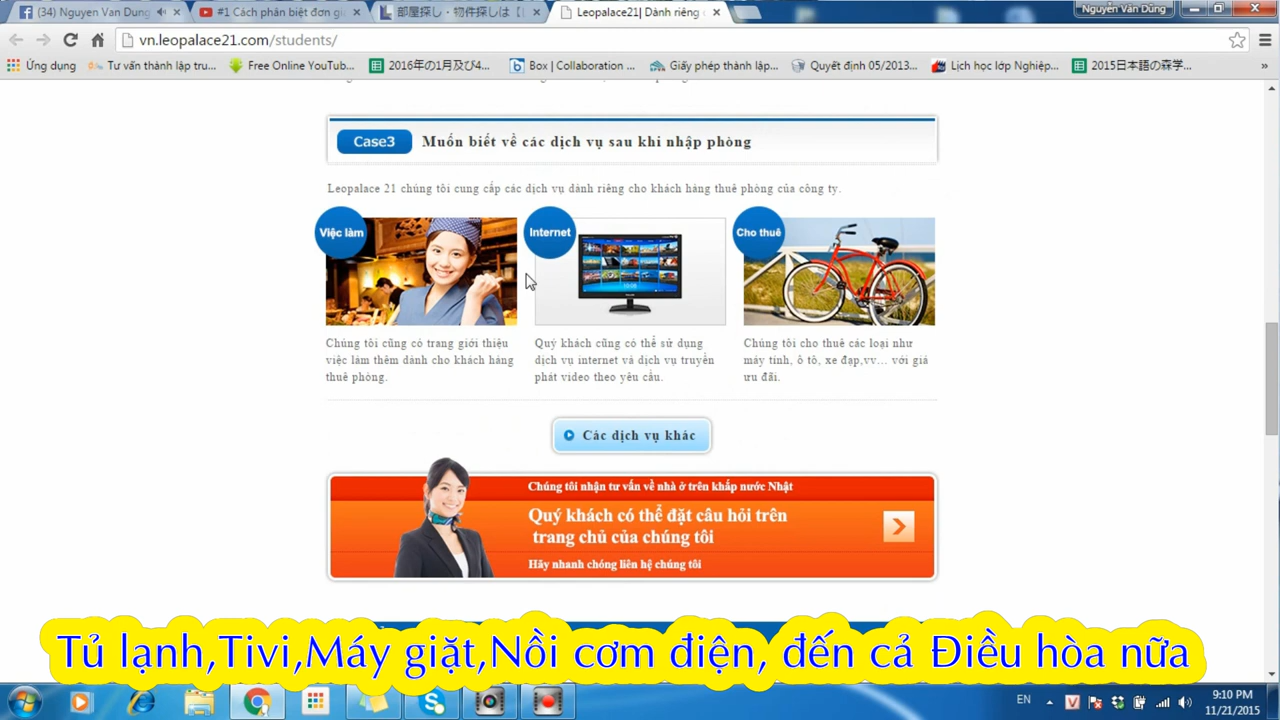 (34) Nguyen Van Dung
#1 Cách phân biệt đơn gi
部屋探し・物件探しは【
Leopalace21| Dành riêng
Nguyễn Văn Dũng
vn.leopalace21.com/students/
Ứng dụng
Tư vấn thành lập tru...
Free Online YouTub...
2016年の1月及び4...
Box | Collaboration ...
Giấy phép thành lập...
Quyết định 05/2013...
Lịch học lớp Nghiệp...
2015日本語の森学...
»
Case3 Muốn biết về các dịch vụ sau khi nhập phòng
Leopalace 21 chúng tôi cung cấp các dịch vụ dành riêng cho khách hàng thuê phòng của công ty.
Việc làm
Internet
Cho thuê
Chúng tôi cũng có trang giới thiệu
việc làm thêm dành cho khách hàng
thuê phòng.
Quý khách cũng có thể sử dụng
dịch vụ internet và dịch vụ truyền
phát video theo yêu cầu.
Chúng tôi cho thuê các loại như
máy tính, ô tô, xe đạp,vv... với giá
ưu đãi.
Các dịch vụ khác
Chúng tôi nhận tư vấn về nhà ở trên khắp nước Nhật
Quý khách có thể đặt câu hỏi trên
trang chủ của chúng tôi
Hãy nhanh chóng liên hệ chúng tôi
Tủ lạnh,Tivi,Máy giặt,Nồi cơm điện, đến cả Điều hòa nữa
EN
9:10 PM
11/21/2015